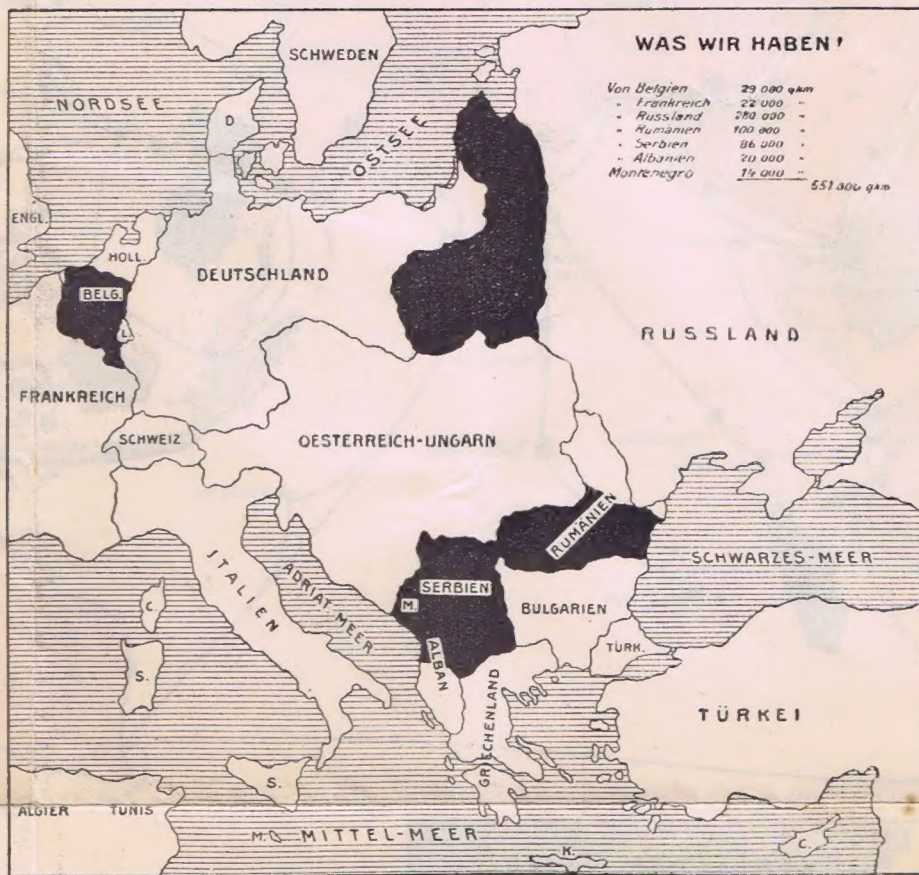 WAS WIR HABEN!
Von Belgien 29 000 qkm
" Frankreich 22 000 "
" Russland 280 000 "
" Rumänien 100 000 "
" Serbien 86 000 "
" Albanien 20 000 "
Montenegro 14 000 "
551 000 qkm
SCHWEDEN
NORDSEE
D
OSTSEE
ENGL.
HOLL.
DEUTSCHLAND
BELG.
L.
RUSSLAND
FRANKREICH
SCHWEIZ
OESTERREICH-UNGARN
RUMÄNIEN
SCHWARZES-MEER
ITALIEN
ADRIAT-MEER
SERBIEN
M.
BULGARIEN
C.
ALBAN
TÜRK.
S.
GRIECHENLAND
TÜRKEI
S.
ALGIER
TUNIS
M.
MITTEL-MEER
K.
C.